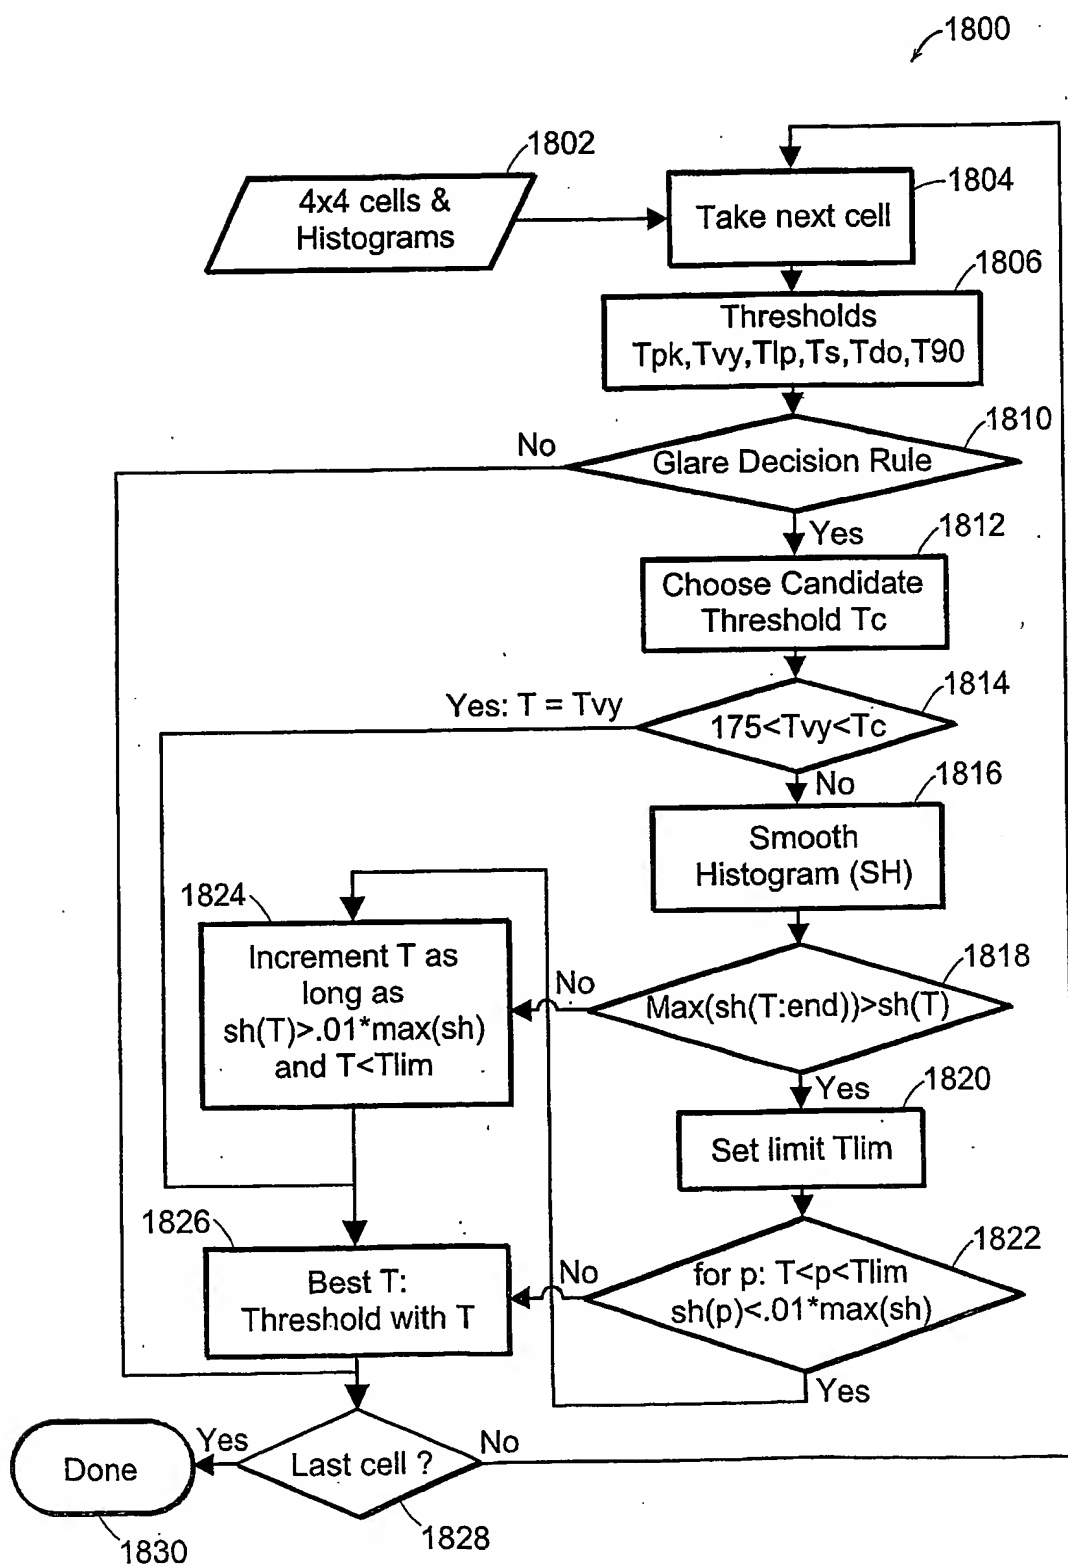 1800
1802
4x4 cells &
Histograms
1804
Take next cell
1806
Thresholds
Tpk,Tvy,Tlp,Ts,Tdo,T90
1810
No
Glare Decision Rule
Yes
1812
Choose Candidate
Threshold Tc
1814
Yes: T = Tvy
175<Tvy<Tc
No
1816
Smooth
Histogram (SH)
1824
Increment T as
long as
sh(T)>.01*max(sh)
and T<Tlim
1818
No
Max(sh(T:end))>sh(T)
Yes
1820
Set limit Tlim
1826
Best T:
Threshold with T
1822
No
for p: T<p<Tlim
sh(p)<.01*max(sh)
Yes
Yes
Last cell ?
No
1828
Done
1830